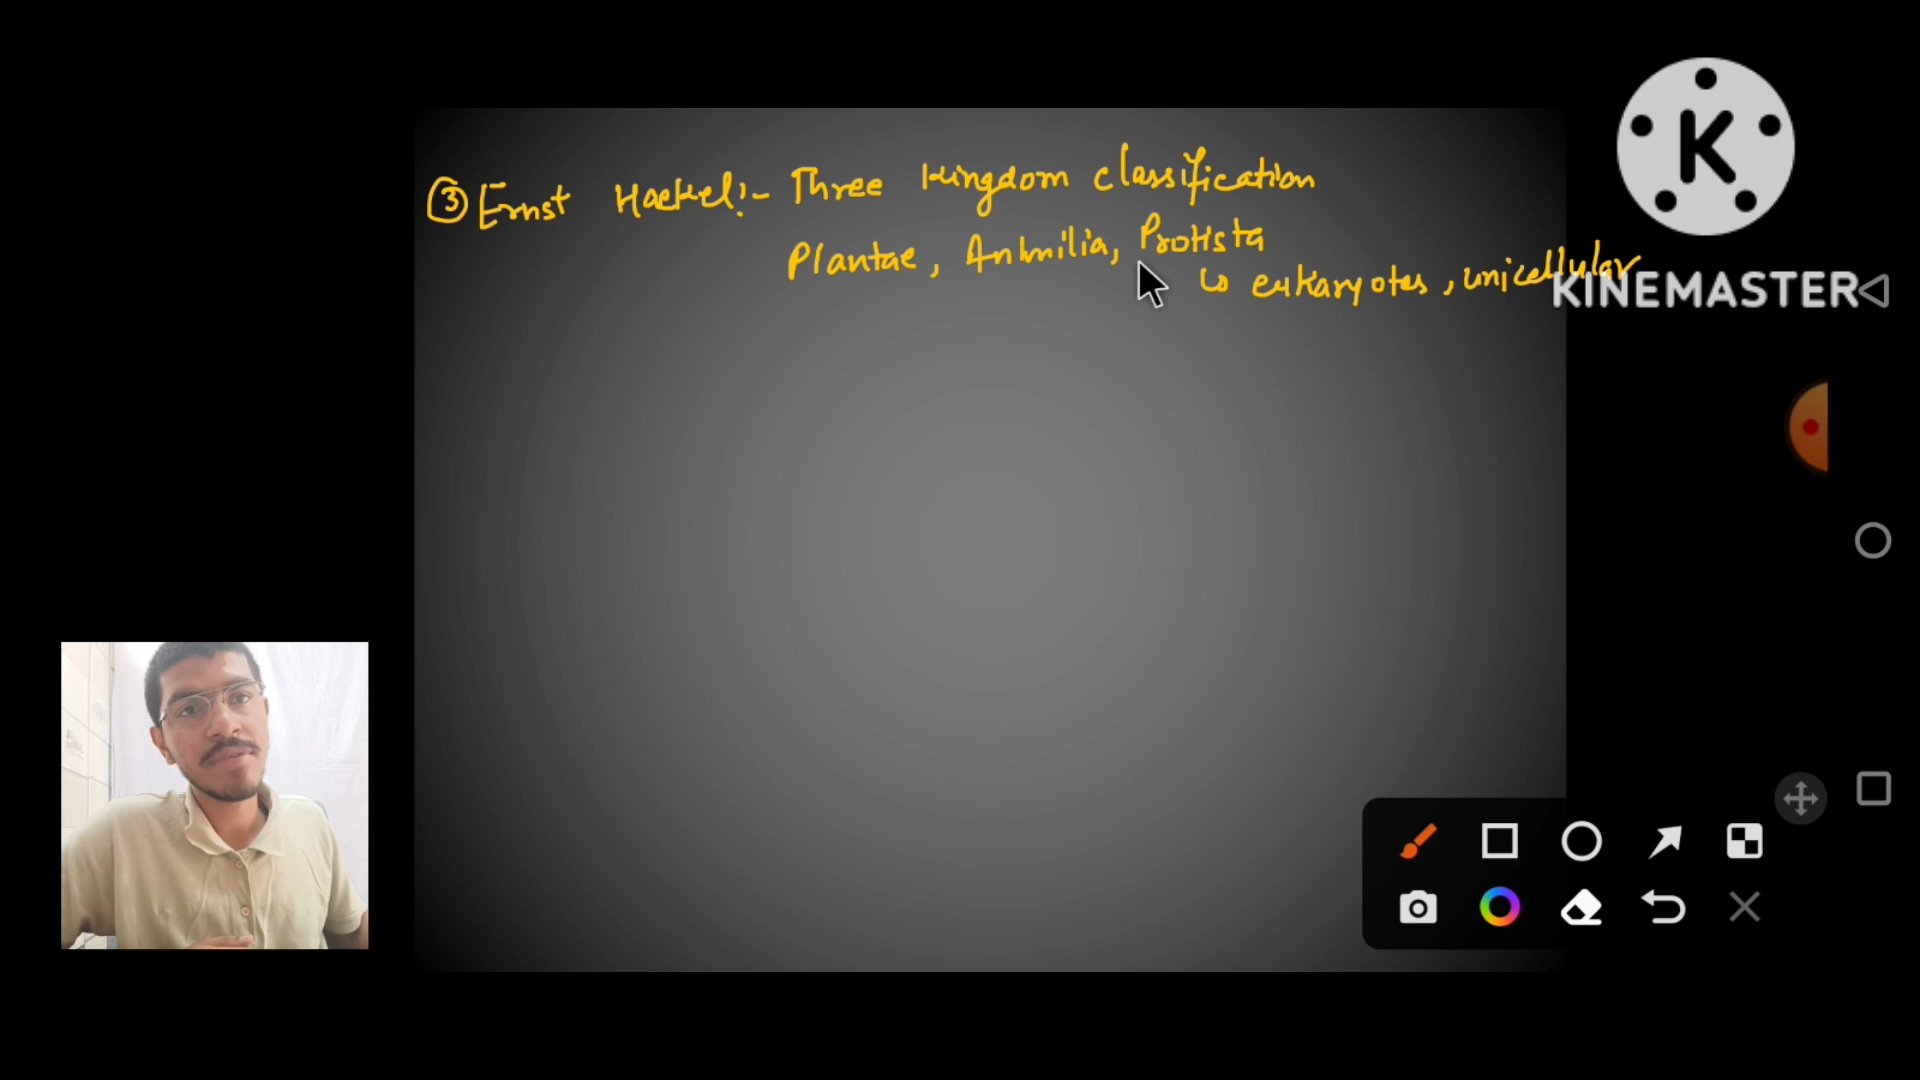 ③ Ernst Haekel:- Three kingdom classification
Plantae, Animilia, Protista
↳ eukaryotes, unicellular
K
KINEMASTER